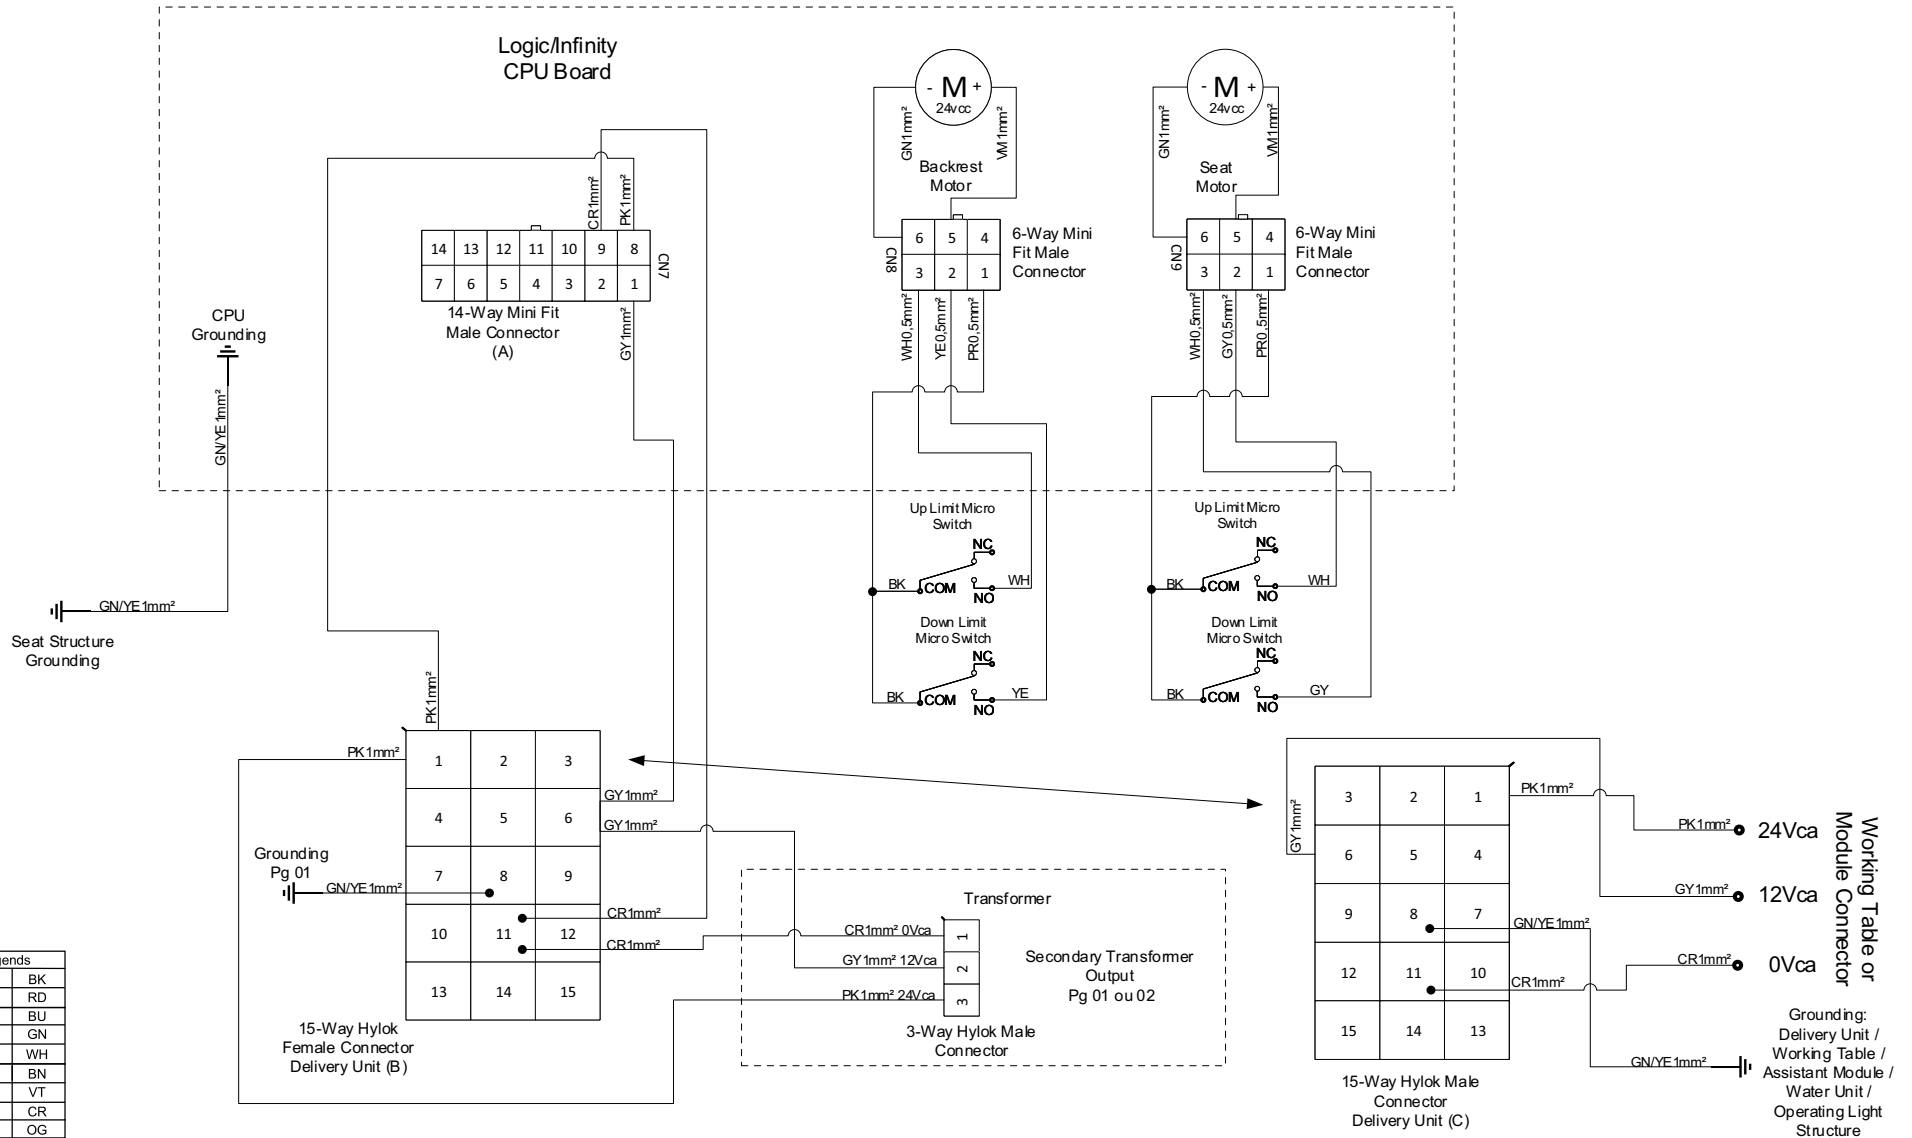 Logic/Infinity
CPU Board
- M +
24vcc
GN1mm²
VM1mm²
Backrest
Motor
- M +
24vcc
GN1mm²
VM1mm²
Seat
Motor
CR1mm²
PK1mm²
14 13 12 11 10 9 8
7 6 5 4 3 2 1
CN7
14-Way Mini Fit
Male Connector
(A)
GY1mm²
6 5 4
3 2 1
CN8
6-Way Mini
Fit Male
Connector
WH0,5mm²
YE0,5mm²
PR0,5mm²
6 5 4
3 2 1
CN9
6-Way Mini
Fit Male
Connector
WH0,5mm²
GY0,5mm²
PR0,5mm²
CPU
Grounding
GN/YE1mm²
GN/YE1mm²
Seat Structure
Grounding
Up Limit Micro
Switch
NC
BK COM WH
NO
Down Limit
Micro Switch
NC
BK COM YE
NO
Up Limit Micro
Switch
NC
BK COM WH
NO
Down Limit
Micro Switch
NC
BK COM GY
NO
PK1mm²
PK1mm²
1 2 3
4 5 6
7 8 9
10 11 12
13 14 15
GY1mm²
GY1mm²
Grounding
Pg 01
GN/YE1mm²
CR1mm²
CR1mm²
15-Way Hylok
Female Connector
Delivery Unit (B)
Transformer
CR1mm² 0Vca
GY1mm² 12Vca
PK1mm² 24Vca
1
2
3
Secondary Transformer
Output
Pg 01 ou 02
3-Way Hylok Male
Connector
GY1mm²
3 2 1
6 5 4
9 8 7
12 11 10
15 14 13
PK1mm²
GN/YE1mm²
CR1mm²
15-Way Hylok Male
Connector
Delivery Unit (C)
PK1mm² 24Vca
GY1mm² 12Vca
CR1mm² 0Vca
Working Table or
Module Connector
GN/YE1mm²
Grounding:
Delivery Unit /
Working Table /
Assistant Module /
Water Unit /
Operating Light
Structure
BK
RD
BU
GN
WH
BN
VT
CR
OG